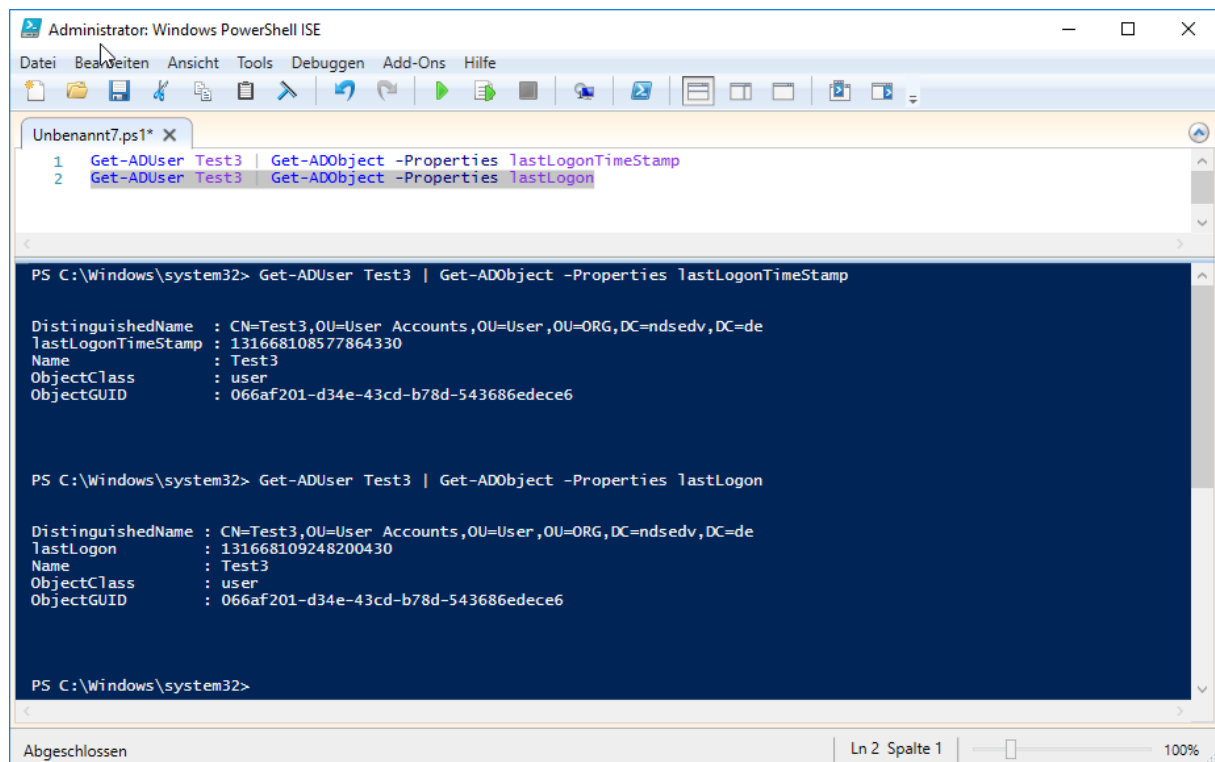 Administrator: Windows PowerShell ISE
Datei Bearbeiten Ansicht Tools Debuggen Add-Ons Hilfe
Unbenannt7.ps1*
1 Get-ADUser Test3 | Get-ADObject -Properties lastLogonTimeStamp
2 Get-ADUser Test3 | Get-ADObject -Properties lastLogon
PS C:\Windows\system32> Get-ADUser Test3 | Get-ADObject -Properties lastLogonTimeStamp
DistinguishedName : CN=Test3,OU=User Accounts,OU=User,OU=ORG,DC=ndsedv,DC=de
lastLogonTimeStamp : 131668108577864330
Name : Test3
ObjectClass : user
ObjectGUID : 066af201-d34e-43cd-b78d-543686edece6
PS C:\Windows\system32> Get-ADUser Test3 | Get-ADObject -Properties lastLogon
DistinguishedName : CN=Test3,OU=User Accounts,OU=User,OU=ORG,DC=ndsedv,DC=de
lastLogon : 131668109248200430
Name : Test3
ObjectClass : user
ObjectGUID : 066af201-d34e-43cd-b78d-543686edece6
PS C:\Windows\system32>
Abgeschlossen Ln 2 Spalte 1 100%